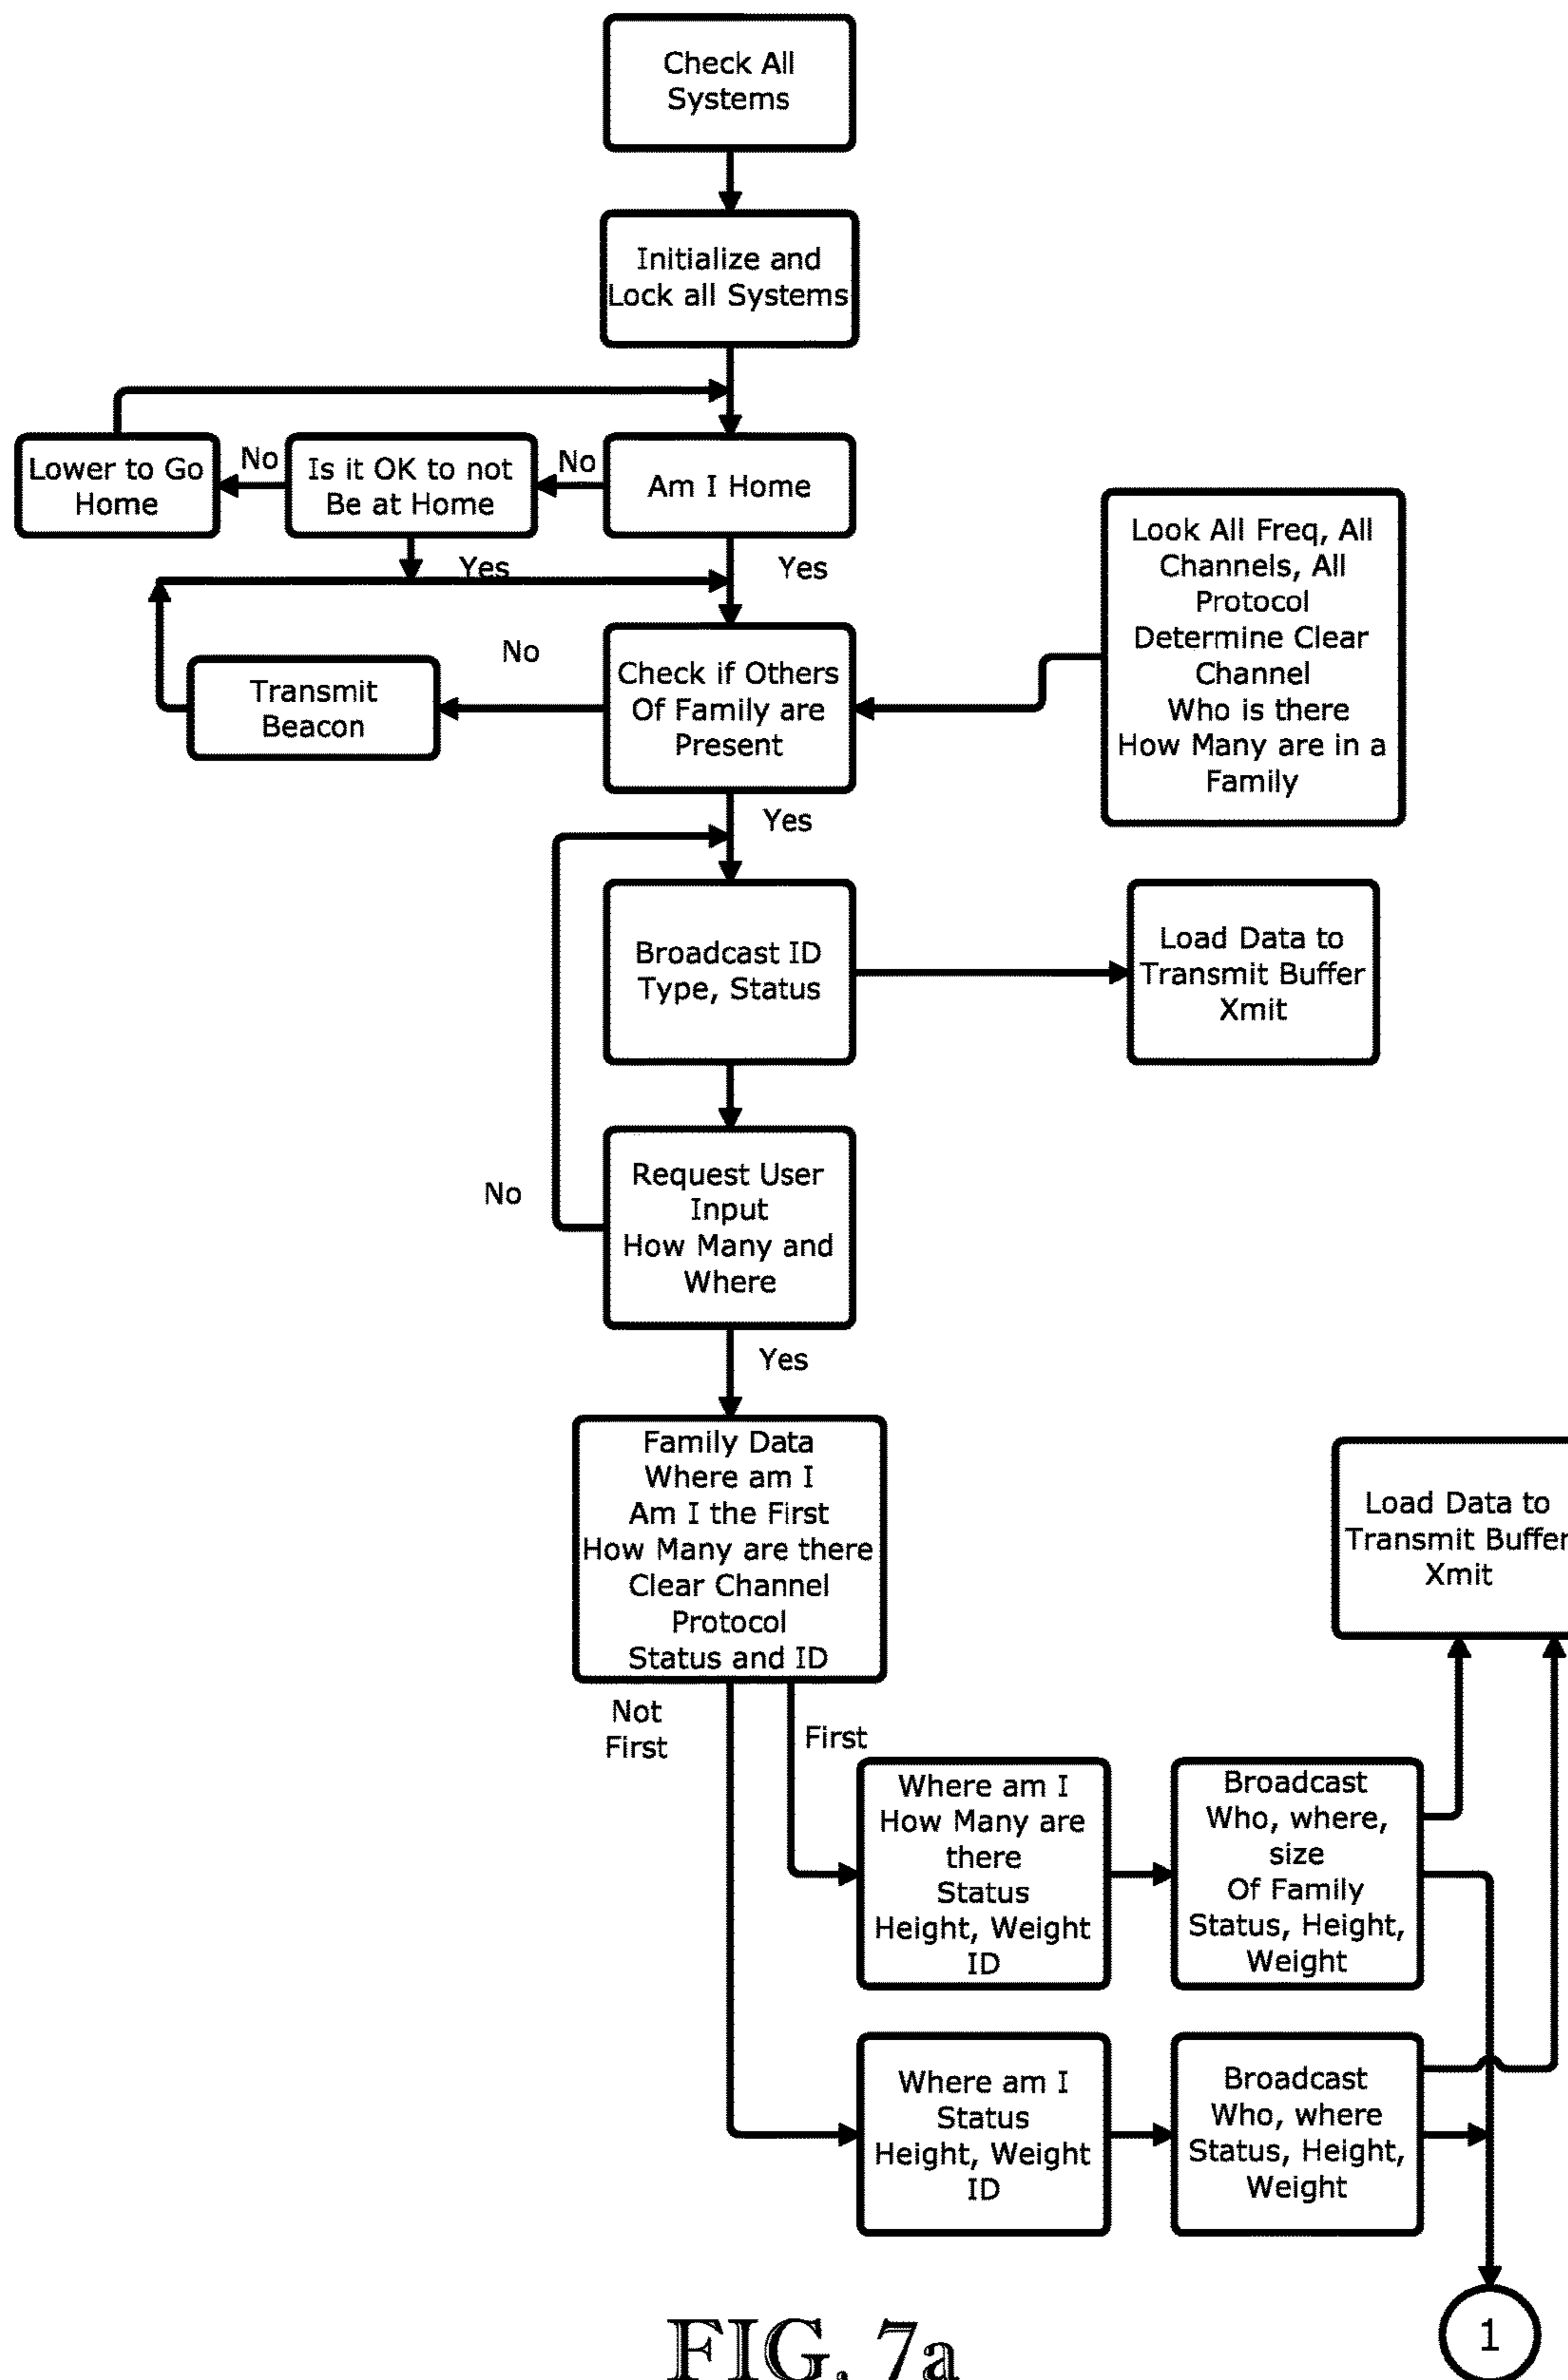 Check All
Systems
Initialize and
Lock all Systems
Lower to Go
Home
No
Is it OK to not
Be at Home
No
Am I Home
Yes
Yes
Look All Freq, All
Channels, All
Protocol
Determine Clear
Channel
Who is there
How Many are in a
Family
No
Transmit
Beacon
Check if Others
Of Family are
Present
Yes
Broadcast ID
Type, Status
Load Data to
Transmit Buffer
Xmit
No
Request User
Input
How Many and
Where
Yes
Family Data
Where am I
Am I the First
How Many are there
Clear Channel
Protocol
Status and ID
Load Data to
Transmit Buffer
Xmit
Not
First
First
Where am I
How Many are
there
Status
Height, Weight
ID
Broadcast
Who, where,
size
Of Family
Status, Height,
Weight
Where am I
Status
Height, Weight
ID
Broadcast
Who, where
Status, Height,
Weight
1
FIG. 7a